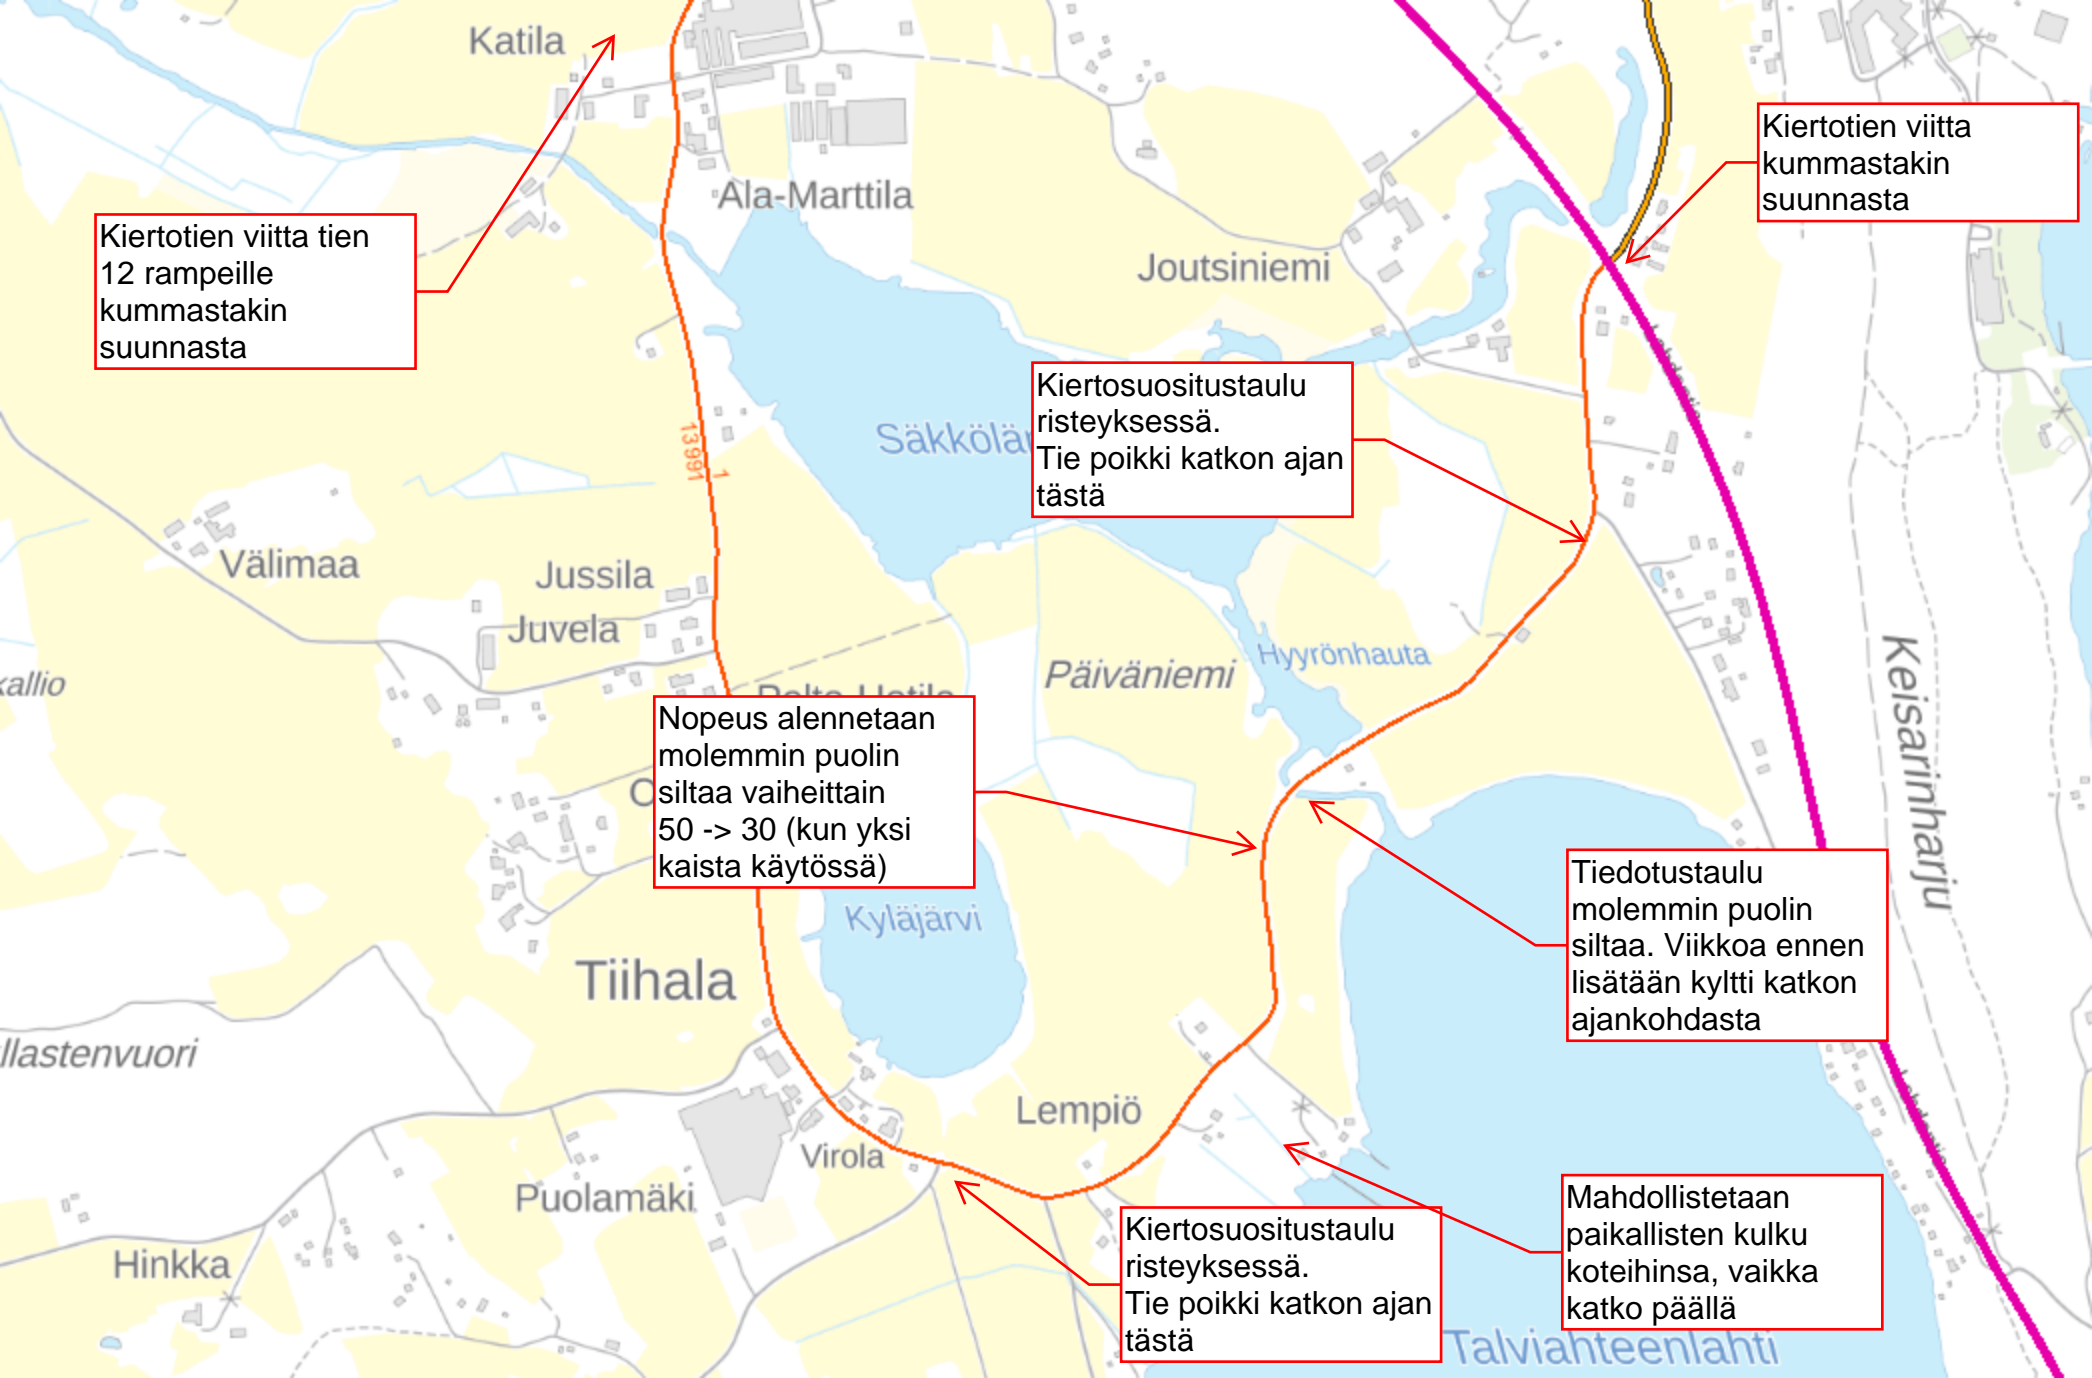 Katila
Kiertotien viitta
kummastakin
suunnasta
Ala-Marttila
Kiertotien viitta tien
12 rampeille
kummastakin
suunnasta
Joutsiniemi
Kiertosuositustaulu
risteyksessä.
Tie poikki katkon ajan
tästä
13991
1
Välimaa
Jussila
Juvela
Hyyrönhauta
Päiväniemi
Keisarinharju
Nopeus alennetaan
molemmin puolin
siltaa vaiheittain
50 -> 30 (kun yksi
kaista käytössä)
Tiedotustaulu
molemmin puolin
siltaa. Viikkoa ennen
lisätään kyltti katkon
ajankohdasta
Kyläjärvi
Tiihala
Lempiö
Virola
Puolamäki
Hinkka
Mahdollistetaan
paikallisten kulku
koteihinsa, vaikka
katko päällä
Kiertosuositustaulu
risteyksessä.
Tie poikki katkon ajan
tästä
Talviahteenlahti